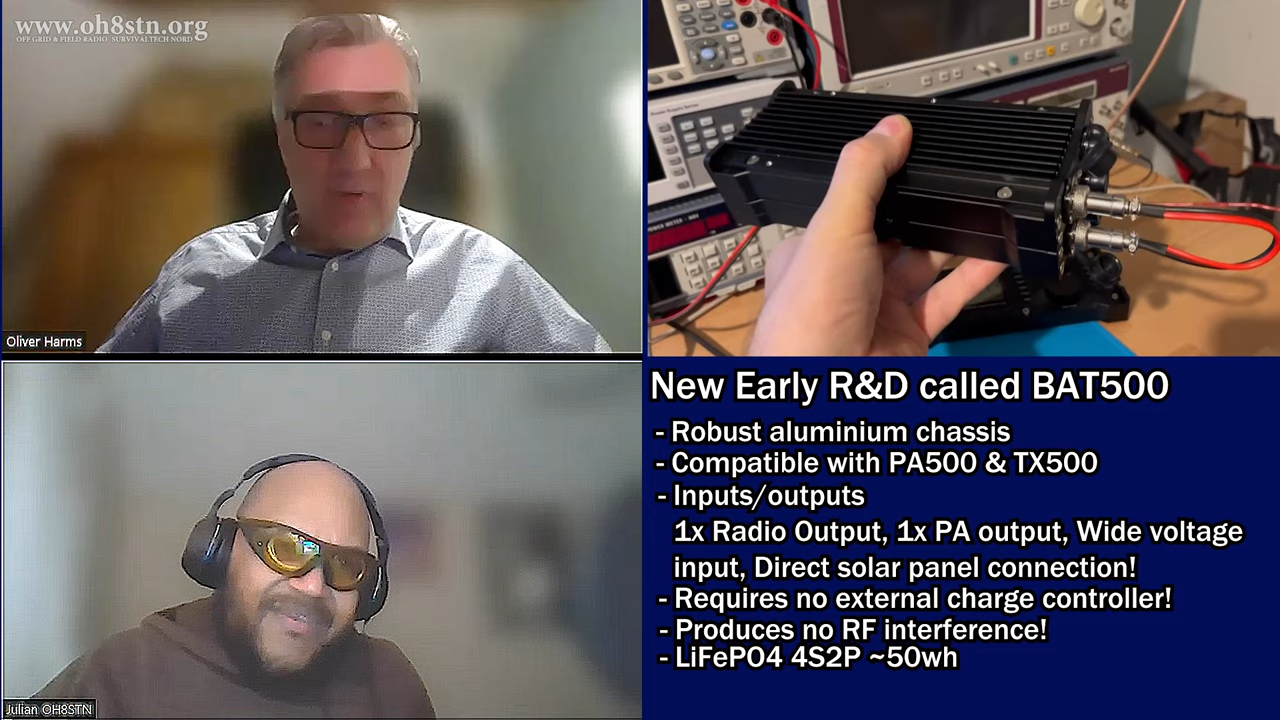 www.oh8stn.org
OFF GRID & FIELD RADIO SURVIVALTECH NORD
Oliver Harms
Julian OH8STN
New Early R&D called BAT500
- Robust aluminium chassis
- Compatible with PA500 & TX500
- Inputs/outputs
1x Radio Output, 1x PA output, Wide voltage
input, Direct solar panel connection!
- Requires no external charge controller!
- Produces no RF interference!
- LiFePO4 4S2P ~50wh